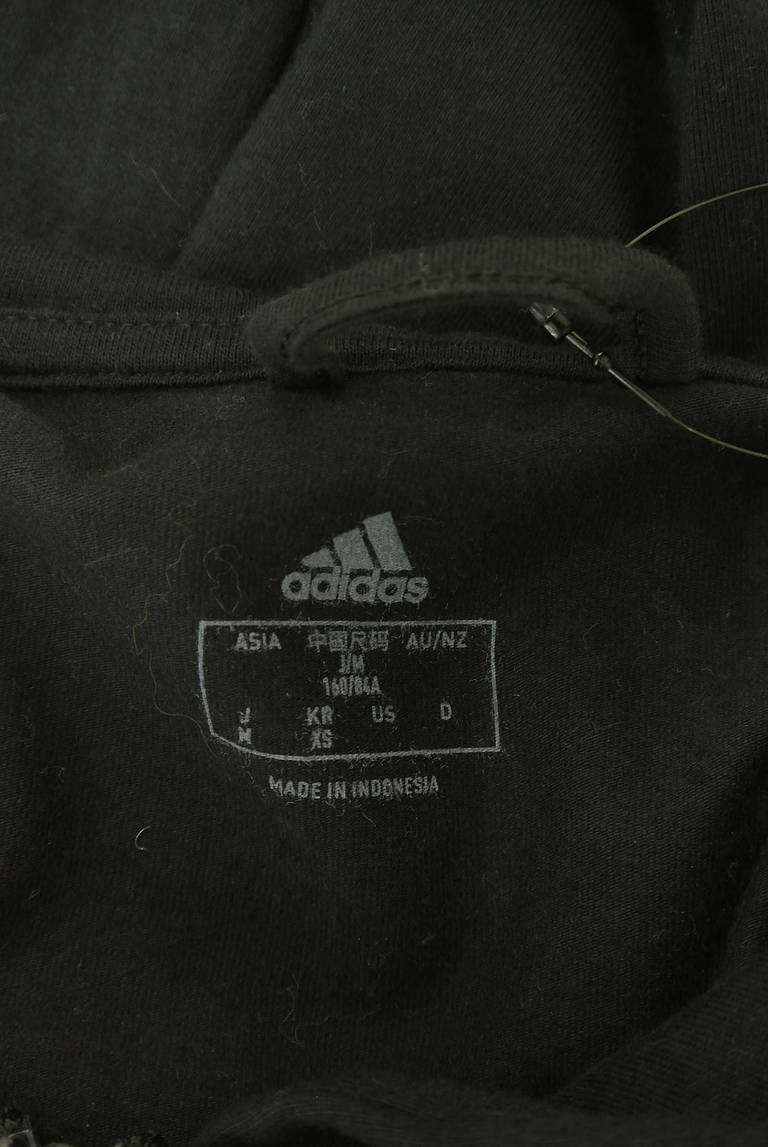 adidas
ASIA 中国尺码 AU/NZ
J/M
160/84A
J KR US D
M XS
MADE IN INDONESIA